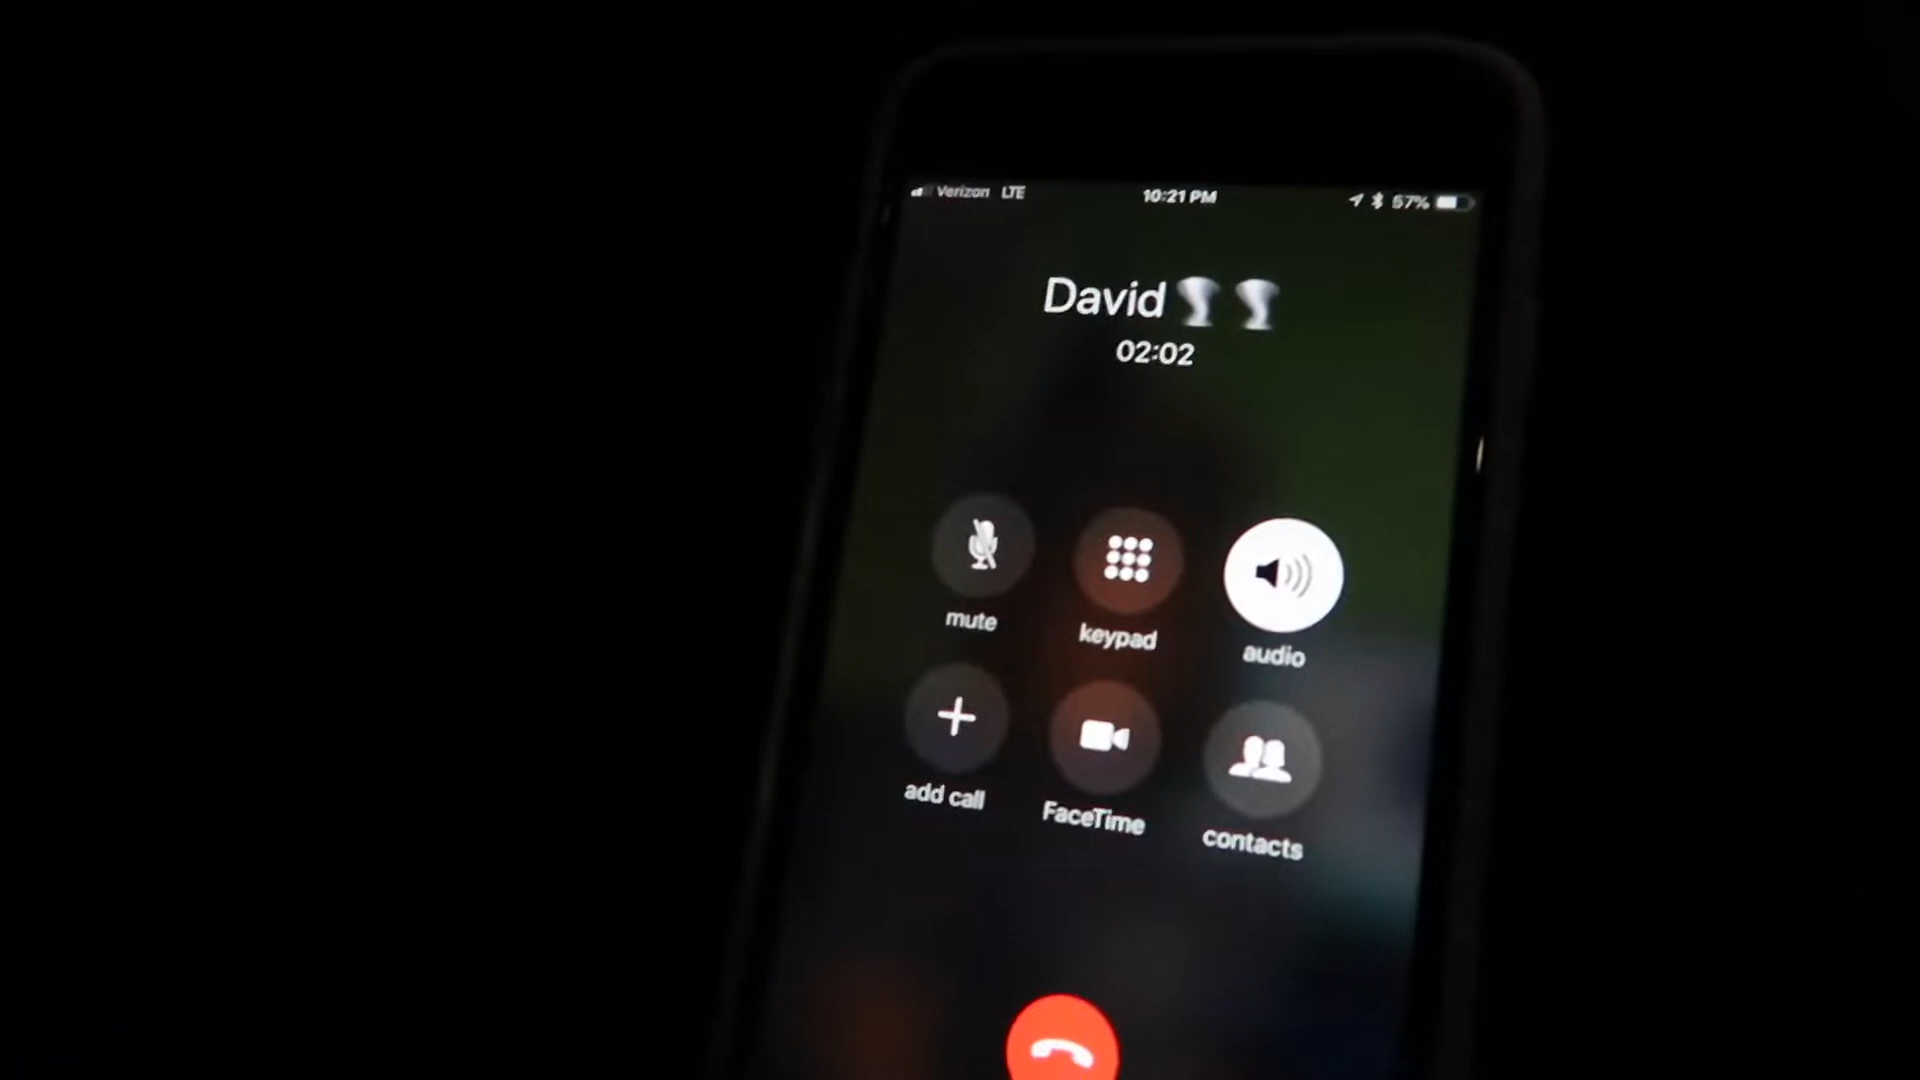 Verizon LTE 10:21 PM 57%
David🌪️🌪️
02:02
mute keypad audio
add call FaceTime contacts